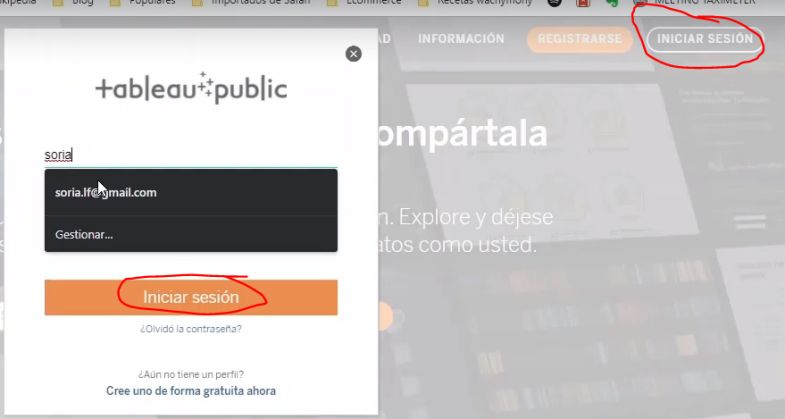 Blog Populares Importados de Safari Ecommerce Recetas wachymony MEETING TAXIMETER
AD INFORMACIÓN REGISTRARSE INICIAR SESIÓN
tableau public
ompártala
soria
soria.lf@gmail.com
n. Explore y déjese
Gestionar...
atos como usted.
Iniciar sesión
¿Olvidó la contraseña?
¿Aún no tiene un perfil?
Cree uno de forma gratuita ahora